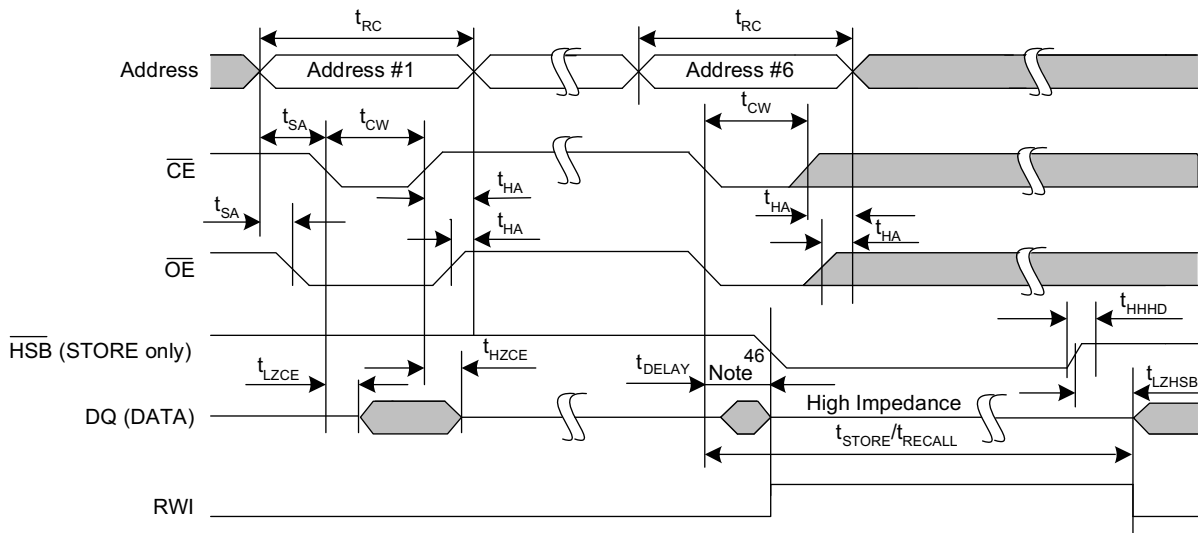 tRC
tRC
Address
Address #1
Address #6
tSA
tCW
tCW
CE
tHA
tSA
tHA
tHA
tHA
OE
tHHHD
HSB (STORE only)
tLZCE
tHZCE
tDELAY
Note 46
tLZHSB
DQ (DATA)
High Impedance
tSTORE/tRECALL
RWI